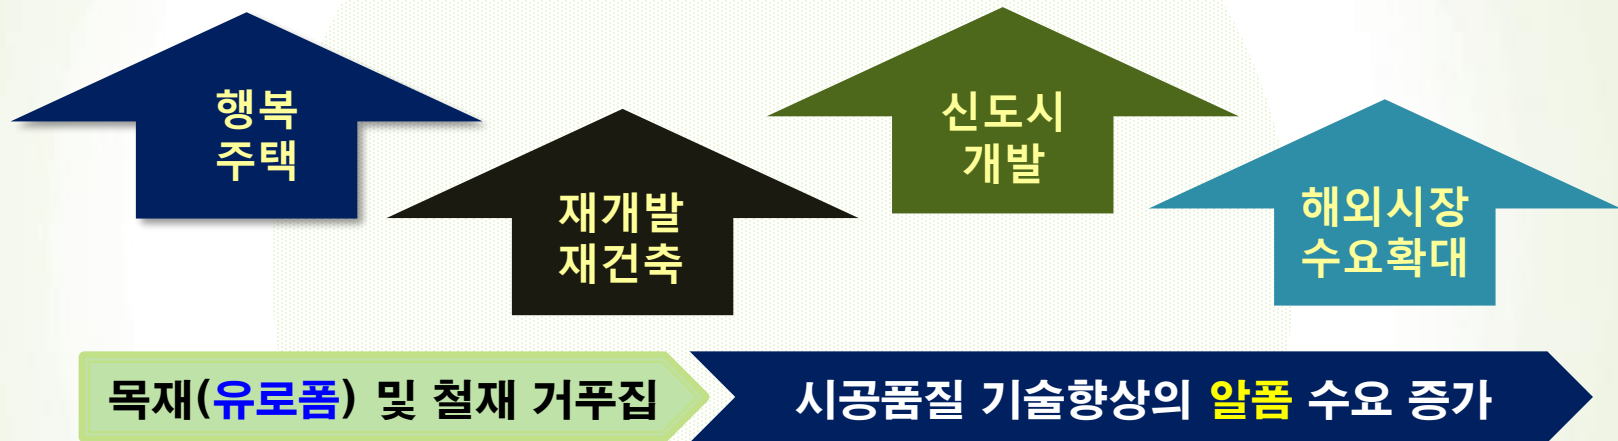 행복
주택
재개발
재건축
신도시
개발
해외시장
수요확대
목재(유로폼) 및 철재 거푸집
시공품질 기술향상의 알폼 수요 증가